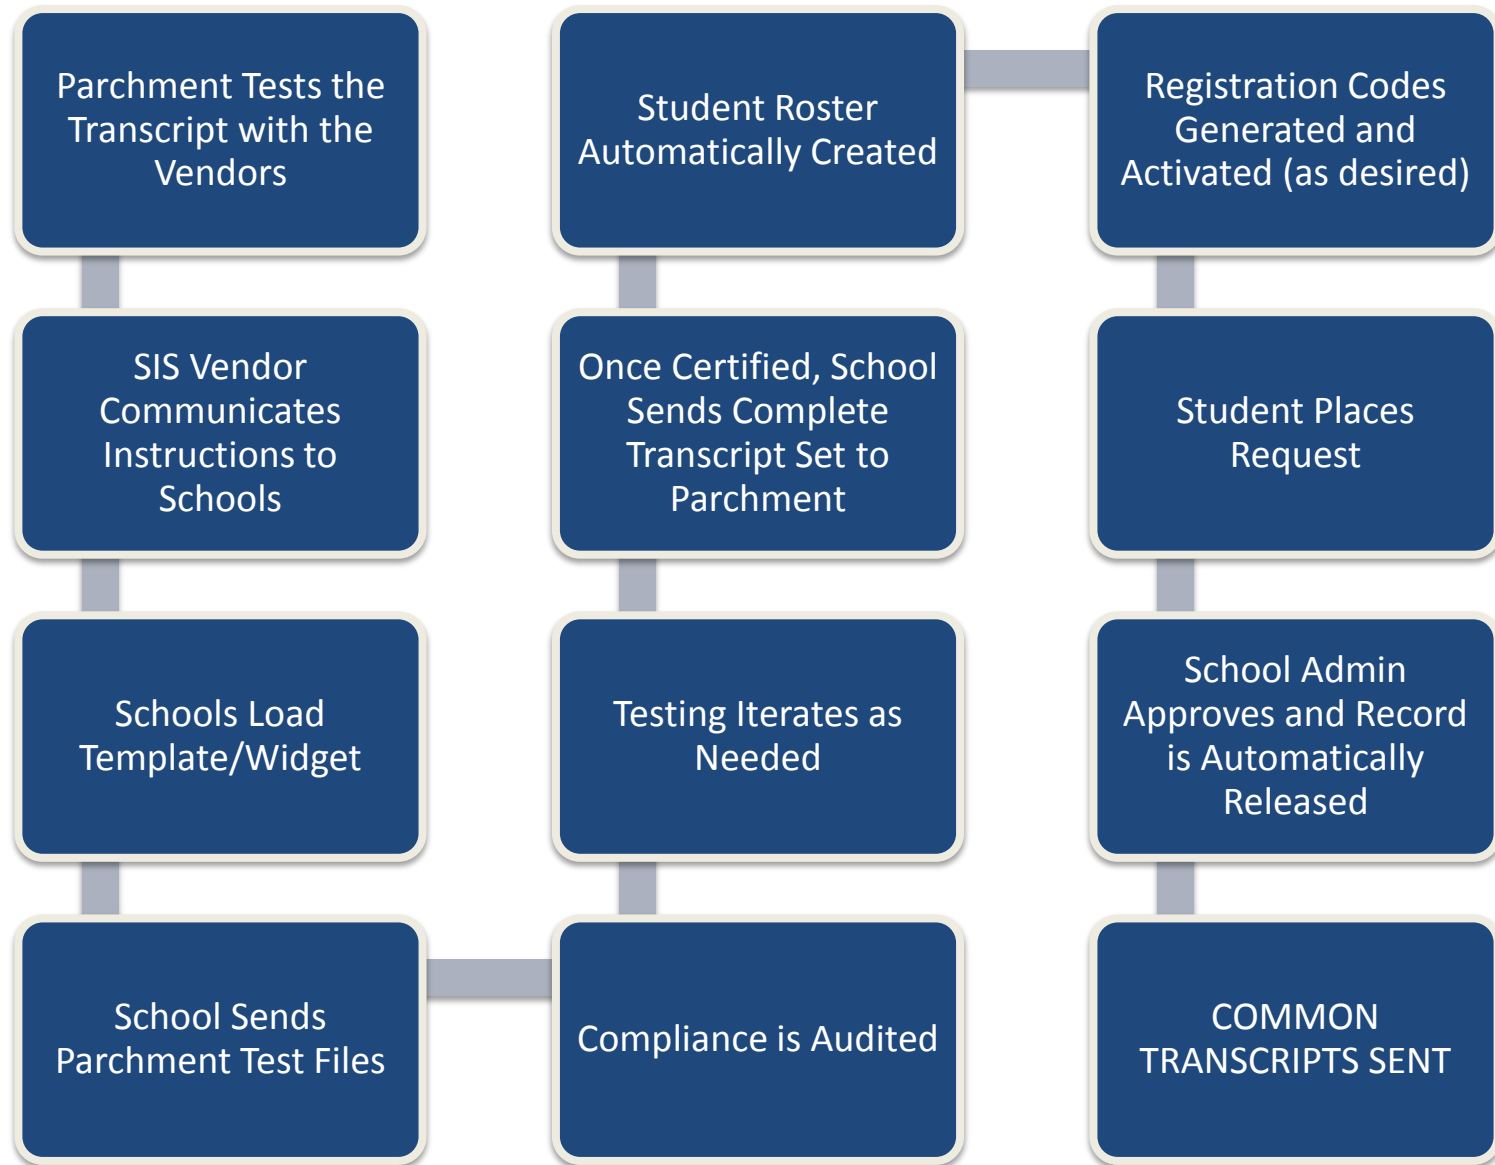 Parchment Tests the
Transcript with the
Vendors
SIS Vendor
Communicates
Instructions to
Schools
Schools Load
Template/Widget
School Sends
Parchment Test Files
Compliance is Audited
Testing Iterates as
Needed
Once Certified, School
Sends Complete
Transcript Set to
Parchment
Student Roster
Automatically Created
Registration Codes
Generated and
Activated (as desired)
Student Places
Request
School Admin
Approves and Record
is Automatically
Released
COMMON
TRANSCRIPTS SENT